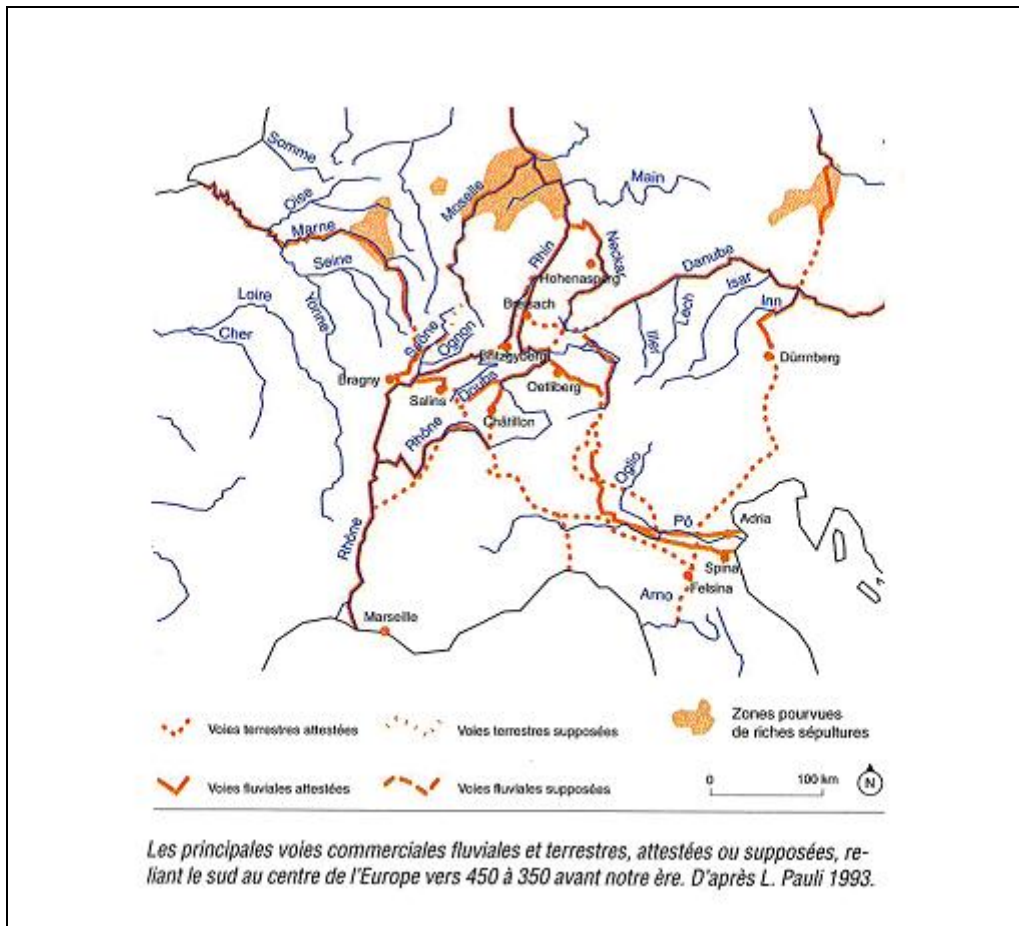 Somme
Oise
Marne
Seine
Yonne
Loire
Cher
Moselle
Main
Rhin
Neckar
Hohenasperg
Danube
Isar
Lech
Iller
Inn
Dürrnberg
Saône
Ognon
Bragny
Salins
Doubs
Oetliberg
Châtillon
Rhône
Rhône
Oglio
Pô
Adria
Spina
Felsina
Arno
Marseille
Voies terrestres attestées
Voies terrestres supposées
Zones pourvues
de riches sépultures
Voies fluviales attestées
Voies fluviales supposées
0 100 km
N
Les principales voies commerciales fluviales et terrestres, attestées ou supposées, re-
liant le sud au centre de l'Europe vers 450 à 350 avant notre ère. D'après L. Pauli 1993.